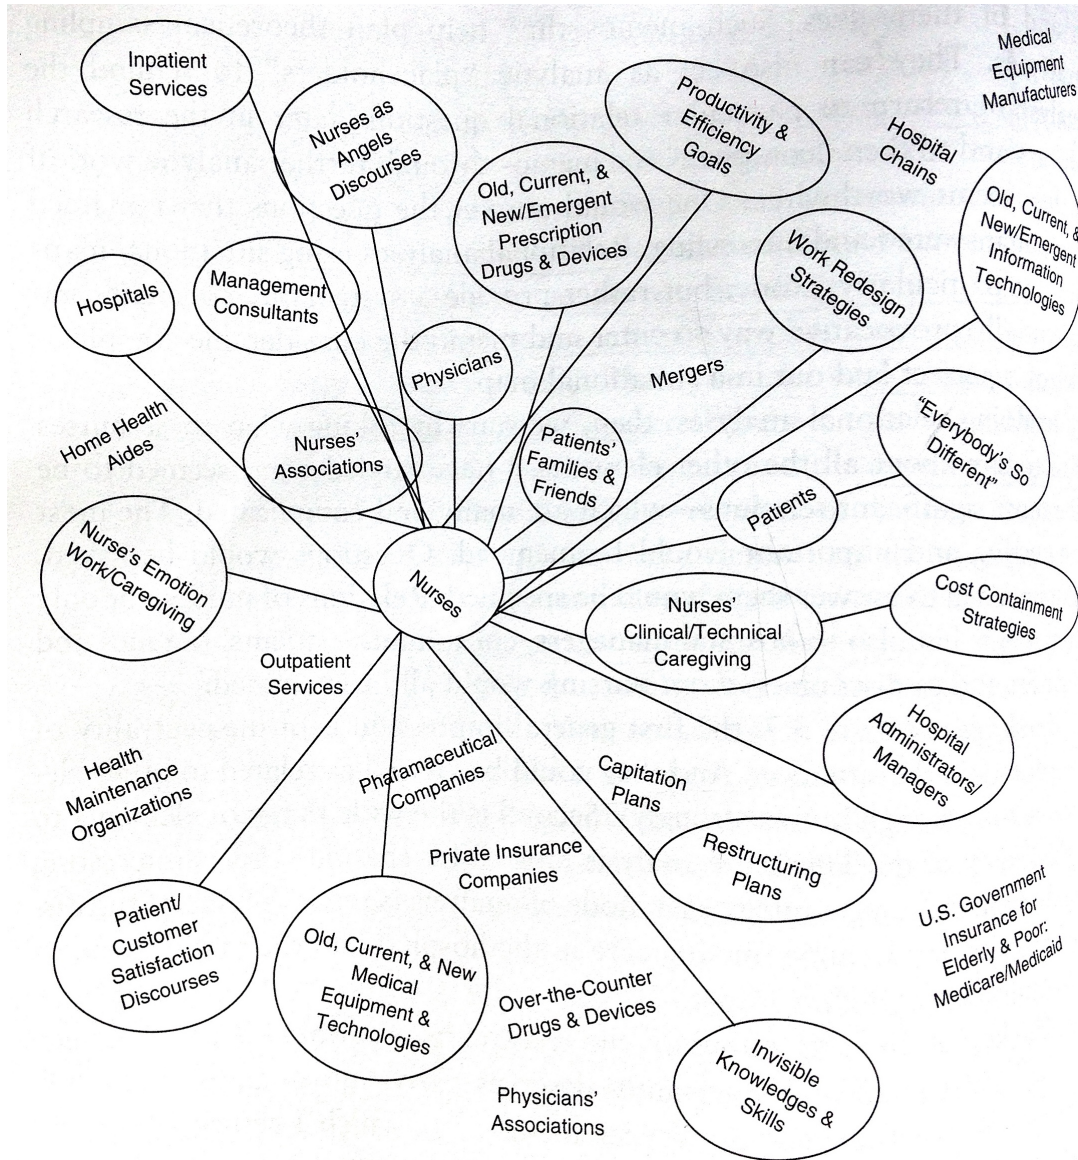 Inpatient
Services
Nurses as
Angels
Discourses
Productivity &
Efficiency
Goals
Medical
Equipment
Manufacturers
Hospital
Chains
Old, Current, &
New/Emergent
Prescription
Drugs & Devices
Old, Current, &
New/Emergent
Information
Technologies
Work Redesign
Strategies
Hospitals
Management
Consultants
Physicians
Mergers
Home Health
Aides
Nurses'
Associations
Patients'
Families &
Friends
"Everybody's So
Different"
Patients
Nurse's Emotion
Work/Caregiving
Nurses
Nurses'
Clinical/Technical
Caregiving
Cost Containment
Strategies
Outpatient
Services
Hospital
Administrators/
Managers
Health
Maintenance
Organizations
Pharamaceutical
Companies
Capitation
Plans
Private Insurance
Companies
Restructuring
Plans
U.S. Government
Insurance for
Elderly & Poor:
Medicare/Medicaid
Patient/
Customer
Satisfaction
Discourses
Old, Current, & New
Medical
Equipment &
Technologies
Over-the-Counter
Drugs & Devices
Invisible
Knowledges &
Skills
Physicians'
Associations